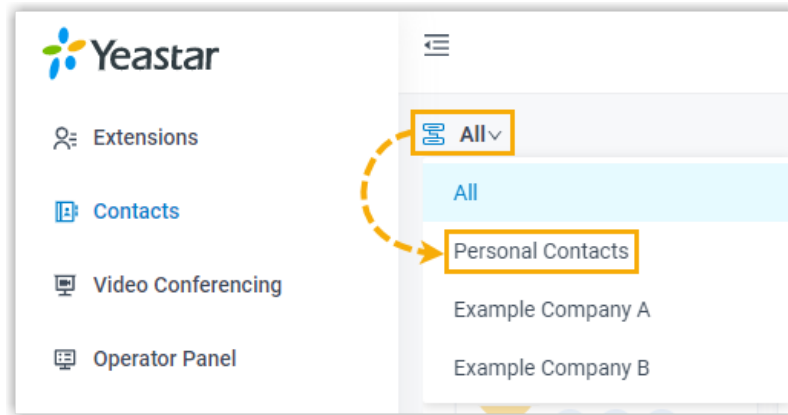 Yeastar
Extensions
Contacts
Video Conferencing
Operator Panel
All
All
Personal Contacts
Example Company A
Example Company B